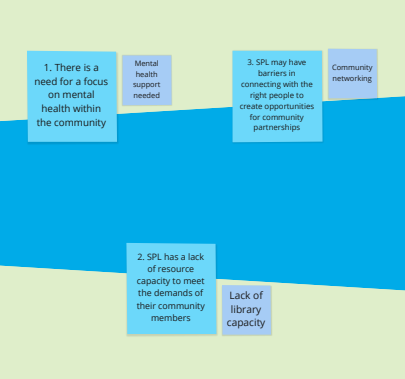 1. There is a
need for a focus
on mental
health within
the community
Mental
health
support
needed
3. SPL may have
barriers in
connecting with the
right people to
create opportunities
for community
partnerships
Community
networking
2. SPL has a lack
of resource
capacity to meet
the demands of
their community
members
Lack of
library
capacity